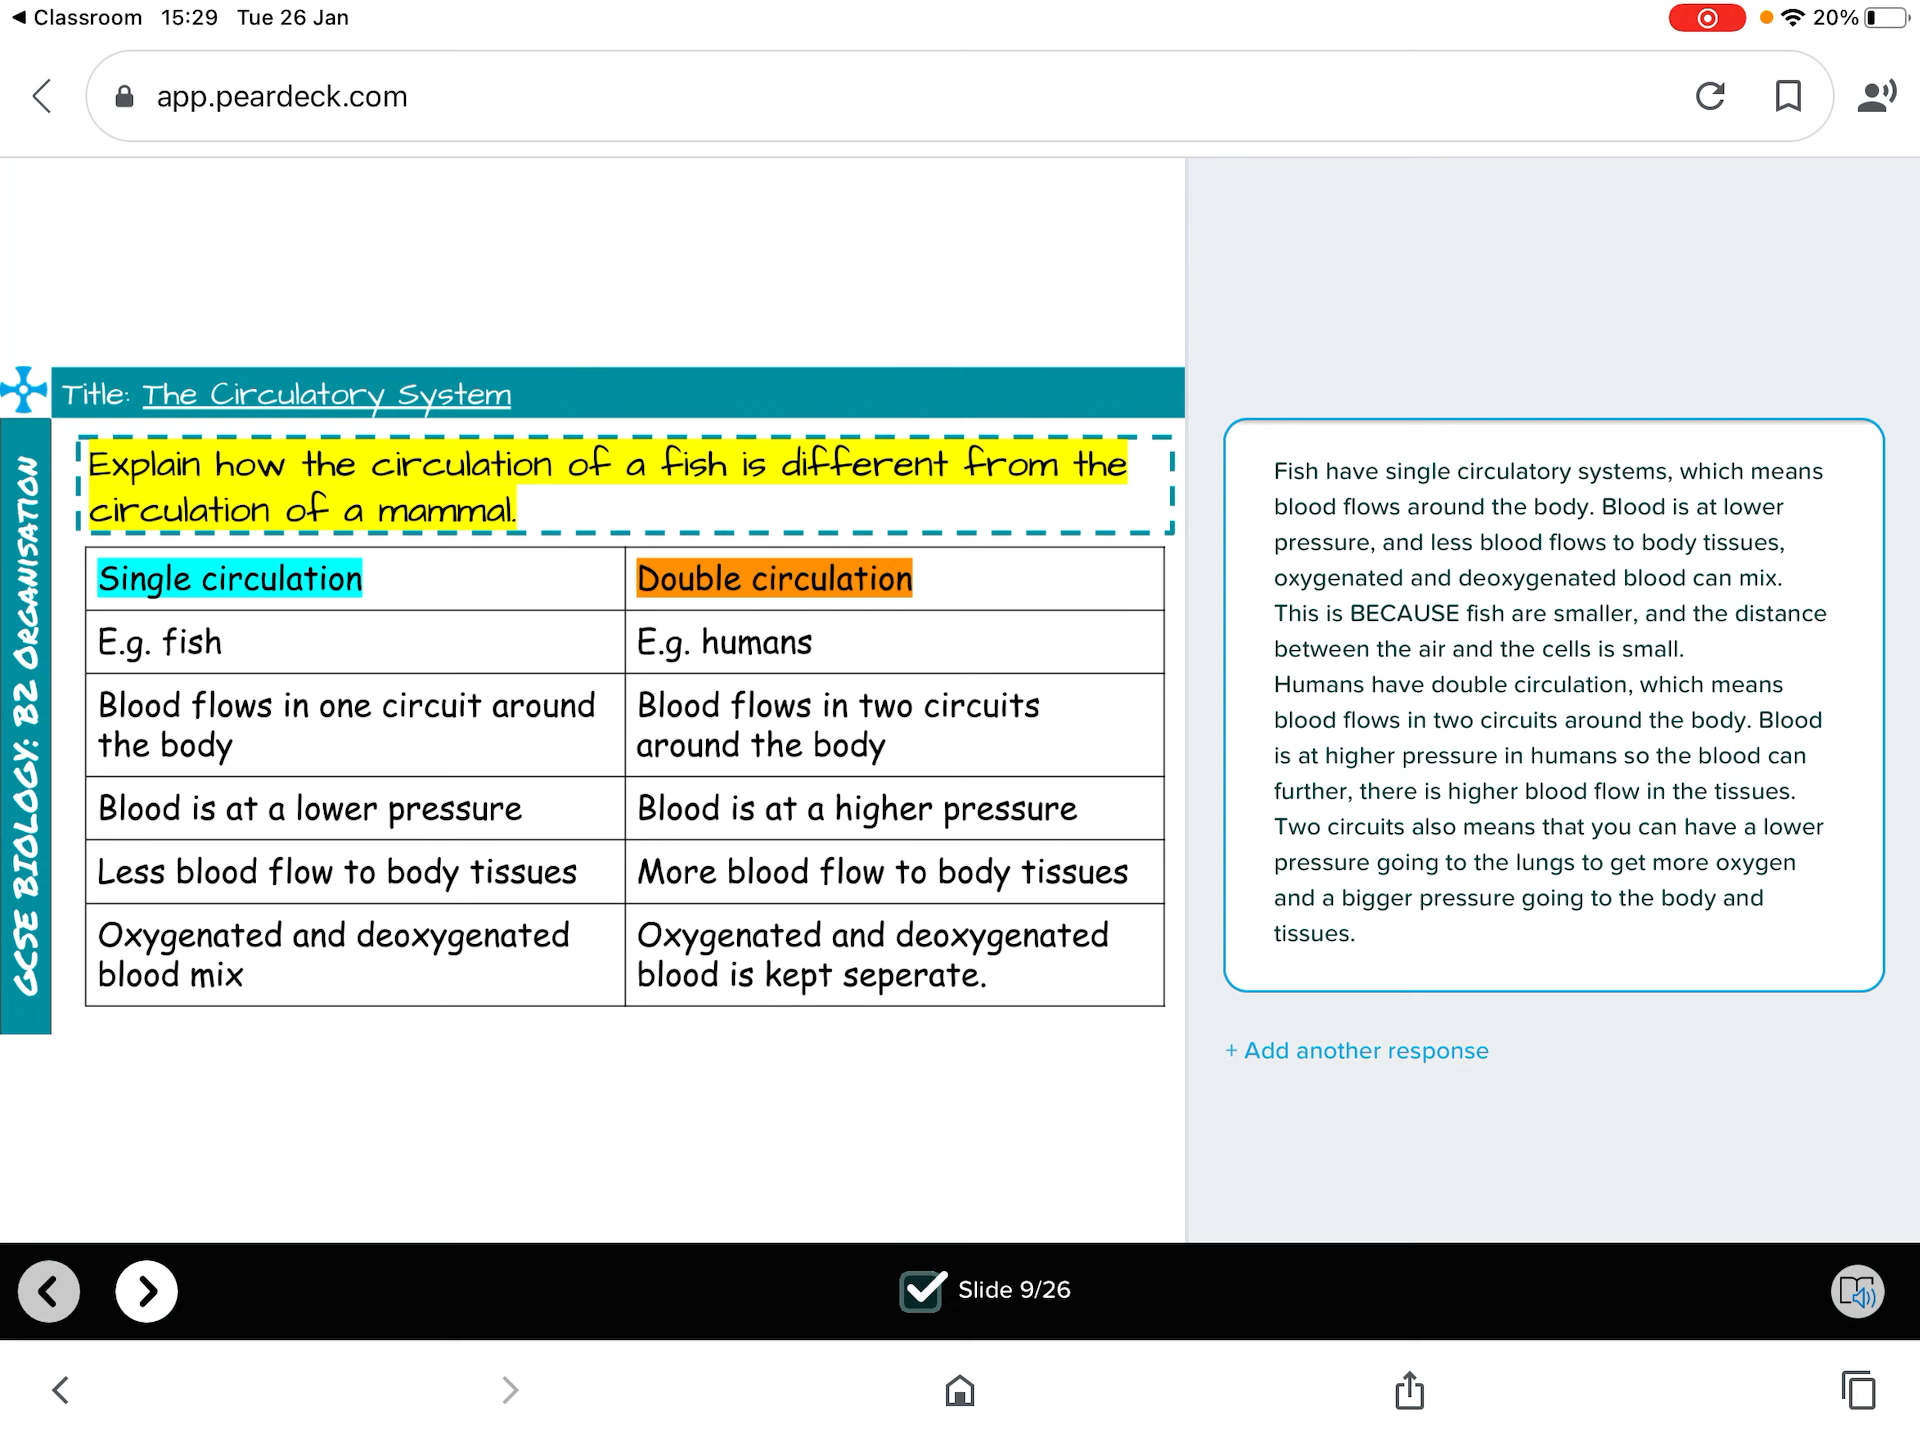 Classroom 15:29 Tue 26 Jan
20%
app.peardeck.com
Title: The Circulatory System
GCSE BIOLOGY: B2 ORGANISATION
Explain how the circulation of a fish is different from the
circulation of a mammal.
Single circulation
Double circulation
E.g. fish
E.g. humans
Blood flows in one circuit around
the body
Blood flows in two circuits
around the body
Blood is at a lower pressure
Blood is at a higher pressure
Less blood flow to body tissues
More blood flow to body tissues
Oxygenated and deoxygenated
blood mix
Oxygenated and deoxygenated
blood is kept seperate.
Fish have single circulatory systems, which means
blood flows around the body. Blood is at lower
pressure, and less blood flows to body tissues,
oxygenated and deoxygenated blood can mix.
This is BECAUSE fish are smaller, and the distance
between the air and the cells is small.
Humans have double circulation, which means
blood flows in two circuits around the body. Blood
is at higher pressure in humans so the blood can
further, there is higher blood flow in the tissues.
Two circuits also means that you can have a lower
pressure going to the lungs to get more oxygen
and a bigger pressure going to the body and
tissues.
+ Add another response
Slide 9/26